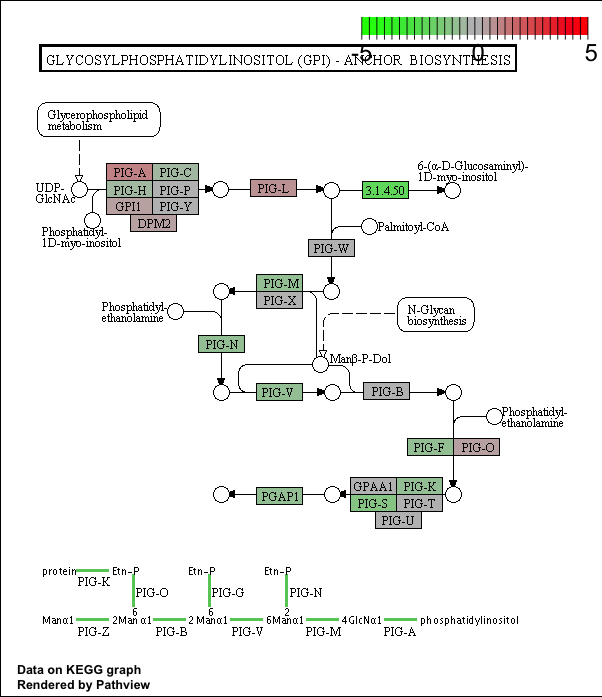 -5 0 5
GLYCOSYLPHOSPHATIDYLINOSITOL (GPI) - ANCHOR BIOSYNTHESIS
Glycerophospholipid
metabolism
UDP-
GlcNAc
Phosphatidyl-
1D-myo-inositol
PIG-A PIG-C
PIG-H PIG-P
GPI1 PIG-Y
DPM2
PIG-L
3.1.4.50
6-(α-D-Glucosaminyl)-
1D-myo-inositol
Palmitoyl-CoA
PIG-W
PIG-M
PIG-X
Phosphatidyl-
ethanolamine
N-Glycan
biosynthesis
PIG-N
Manβ-P-Dol
PIG-V
PIG-B
Phosphatidyl-
ethanolamine
PIG-F PIG-O
PGAP1
GPAA1 PIG-K
PIG-S PIG-T
PIG-U
protein Etn-P Etn-P Etn-P
PIG-K PIG-O PIG-G PIG-N
6 6 2
Manα1 2Manα1 2 Manα1 6Manα1 4GlcNα1 phosphatidylinositol
PIG-Z PIG-B PIG-V PIG-M PIG-A
Data on KEGG graph
Rendered by Pathview